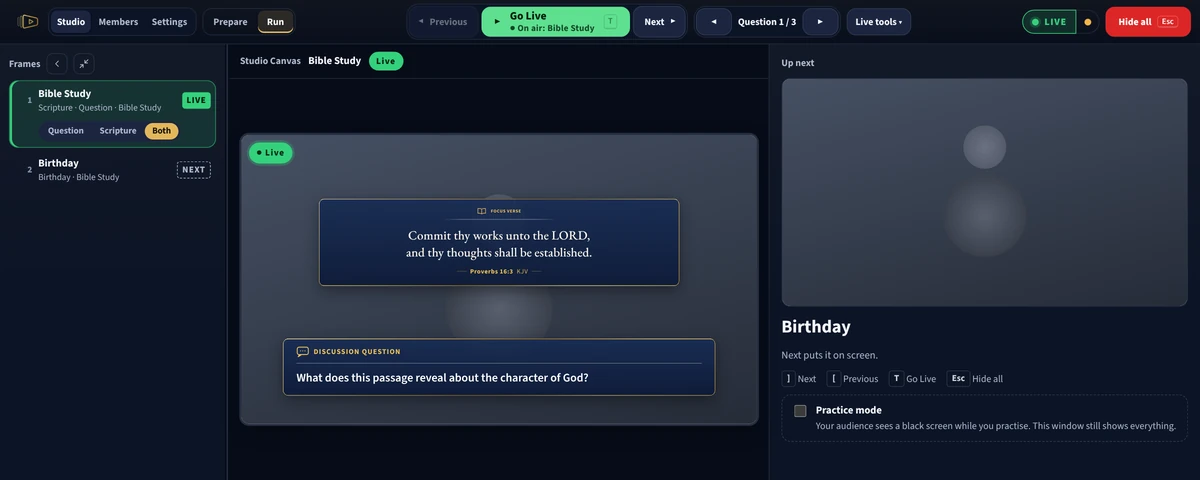 Studio
Members
Settings
Prepare
Run
Previous
Go Live
On air: Bible Study
T
Next
Question 1 / 3
Live tools
LIVE
Hide all Esc
Frames
1
Bible Study
Scripture · Question · Bible Study
LIVE
Question
Scripture
Both
2
Birthday
Birthday · Bible Study
NEXT
Studio Canvas Bible Study Live
Live
FOCUS VERSE
Commit thy works unto the LORD,
and thy thoughts shall be established.
Proverbs 16:3 KJV
DISCUSSION QUESTION
What does this passage reveal about the character of God?
Up next
Birthday
Next puts it on screen.
] Next [ Previous T Go Live Esc Hide all
Practice mode
Your audience sees a black screen while you practise. This window still shows everything.